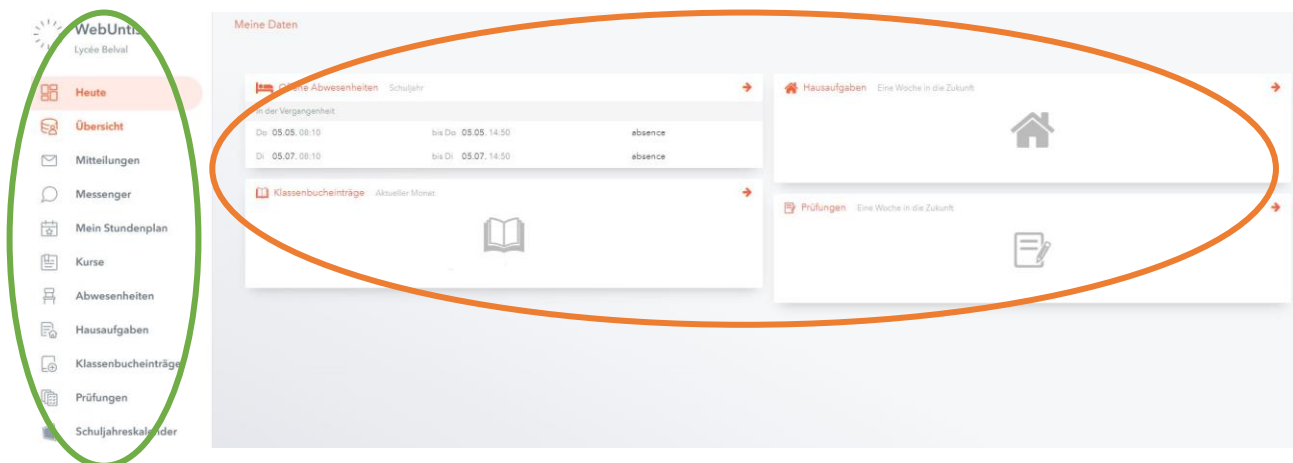 WebUntis
Lycée Belval
Heute
Übersicht
Mitteilungen
Messenger
Mein Stundenplan
Kurse
Abwesenheiten
Hausaufgaben
Klassenbucheinträge
Prüfungen
Schuljahreskalender
Meine Daten
Offene Abwesenheiten Schuljahr
In der Vergangenheit
Do 05.05. 08:10 bis Do 05.05. 14:50 absence
Di 05.07. 08:10 bis Di 05.07. 14:50 absence
Klassenbucheinträge Aktueller Monat
Hausaufgaben Eine Woche in die Zukunft
Prüfungen Eine Woche in die Zukunft